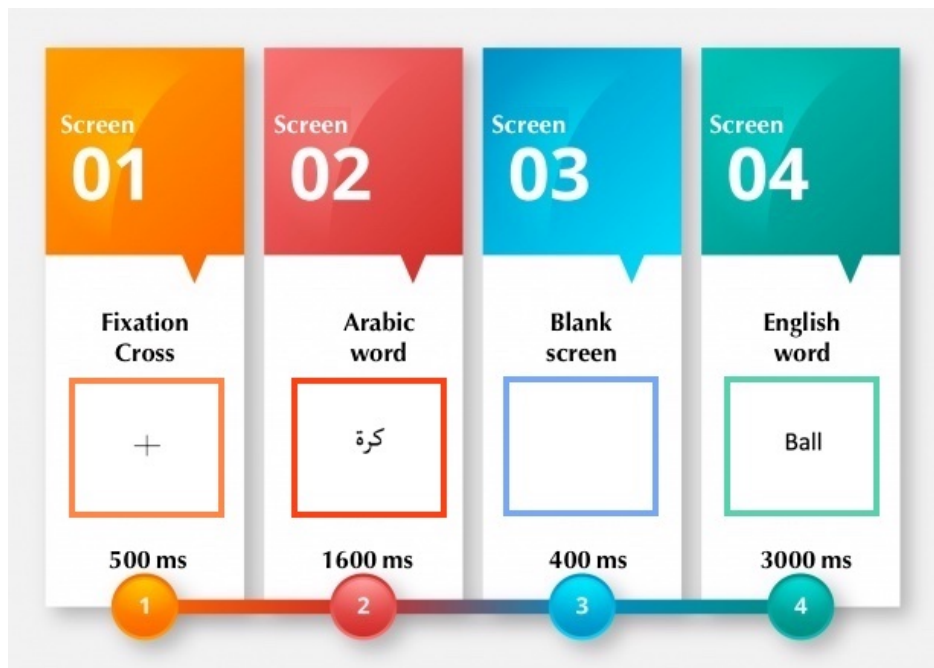 Screen
01
Fixation
Cross
+
500 ms
1
Screen
02
Arabic
word
كرة
1600 ms
2
Screen
03
Blank
screen
400 ms
3
Screen
04
English
word
Ball
3000 ms
4